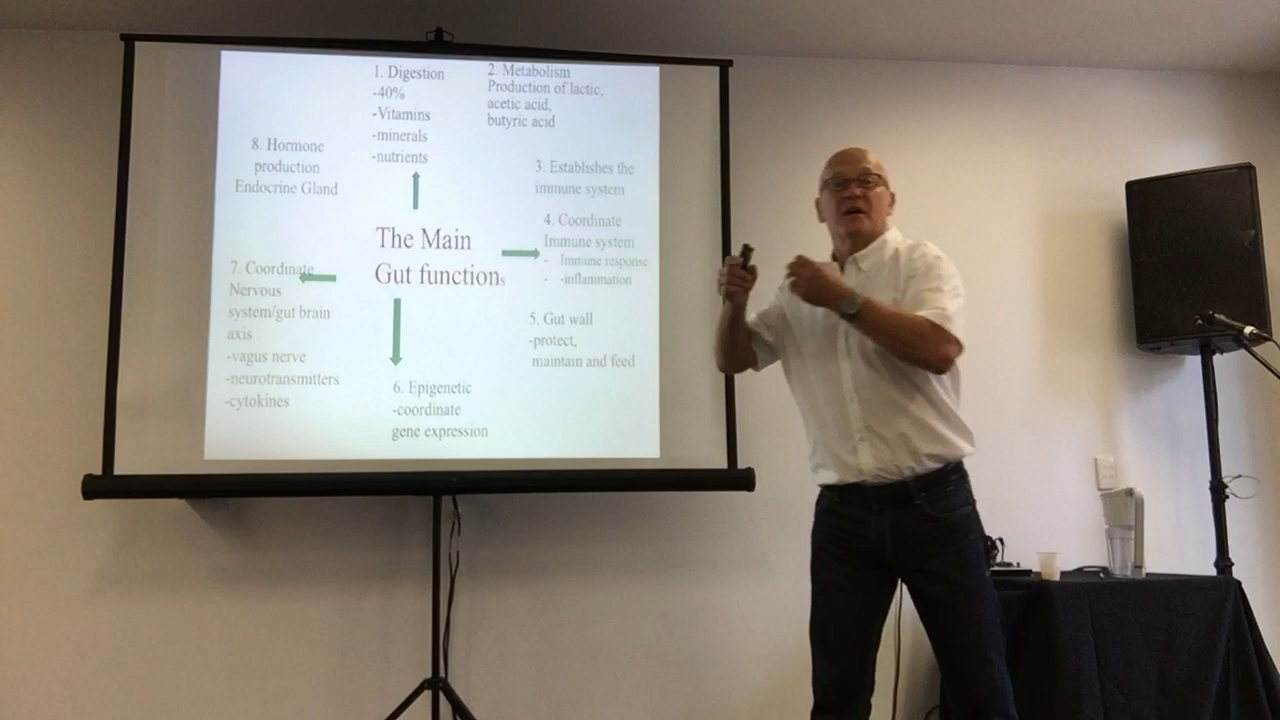 1. Digestion
-40%
-Vitamins
-minerals
-nutrients
2. Metabolism
Production of lactic,
acetic acid,
butyric acid
3. Establishes the
immune system
4. Coordinate
Immune system
- Immune response
- -inflammation
5. Gut wall
-protect,
maintain and feed
6. Epigenetic
-coordinate
gene expression
7. Coordinate
Nervous
system/gut brain
axis
-vagus nerve
-neurotransmitters
-cytokines
8. Hormone
production
Endocrine Gland
The Main
Gut functions